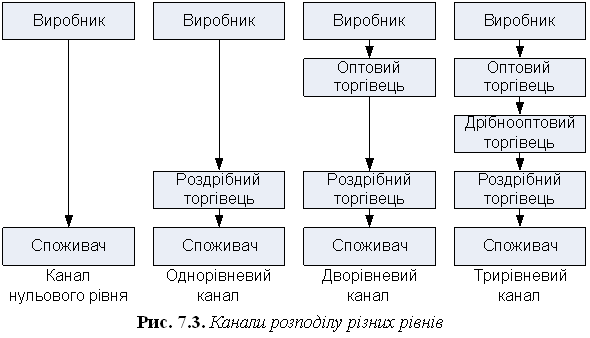 Виробник
Виробник
Виробник
Виробник
Оптовий
торгівець
Оптовий
торгівець
Дрібнооптовий
торгівець
Роздрібний
торгівець
Роздрібний
торгівець
Роздрібний
торгівець
Споживач
Споживач
Споживач
Споживач
Канал
нульового рівня
Однорівневий
канал
Дворівневий
канал
Трирівневий
канал
Рис. 7.3. Канали розподілу різних рівнів